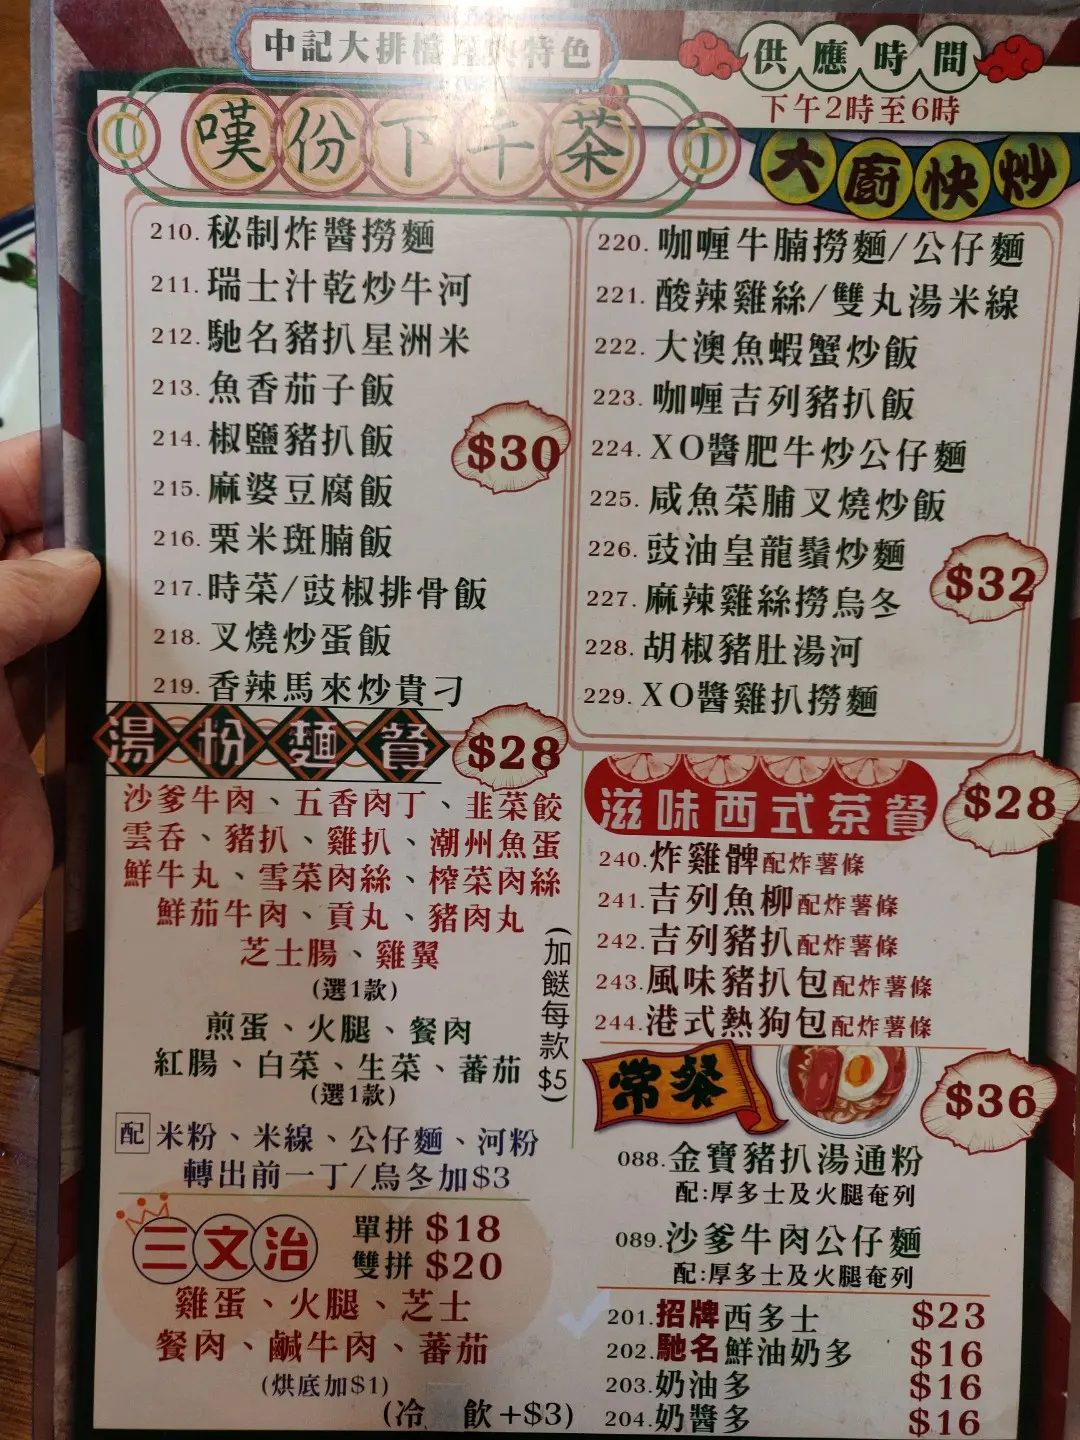 中記大排檔 特色
供應時間
下午2時至6時
嘆份下午茶
大廚快炒
210. 秘制炸醬撈麵
211. 瑞士汁乾炒牛河
212. 馳名豬扒星洲米
213. 魚香茄子飯
214. 椒鹽豬扒飯
215. 麻婆豆腐飯
216. 栗米斑腩飯
217. 時菜/豉椒排骨飯
218. 叉燒炒蛋飯
219. 香辣馬來炒貴刁
$30
220. 咖喱牛腩撈麵/公仔麵
221. 酸辣雞絲/雙丸湯米線
222. 大澳魚蝦蟹炒飯
223. 咖喱吉列豬扒飯
224. XO醬肥牛炒公仔麵
225. 咸魚菜脯叉燒炒飯
226. 豉油皇龍鬚炒麵
227. 麻辣雞絲撈烏冬
228. 胡椒豬肚湯河
229. XO醬雞扒撈麵
$32
湯粉麵餐
$28
沙爹牛肉、五香肉丁、韭菜餃
雲吞、豬扒、雞扒、潮州魚蛋
鮮牛丸、雪菜肉絲、榨菜肉絲
鮮茄牛肉、貢丸、豬肉丸
芝士腸、雞翼
(選1款)
煎蛋、火腿、餐肉
紅腸、白菜、生菜、蕃茄
(選1款)
(加餸每款$5)
配 米粉、米線、公仔麵、河粉
轉出前一丁/烏冬加$3
三文治
單拼 $18
雙拼 $20
雞蛋、火腿、芝士
餐肉、鹹牛肉、蕃茄
(烘底加$1)
(冷 飲+$3)
滋味西式茶餐
$28
240. 炸雞髀配炸薯條
241. 吉列魚柳配炸薯條
242. 吉列豬扒配炸薯條
243. 風味豬扒包配炸薯條
244. 港式熱狗包配炸薯條
常餐
$36
088. 金寶豬扒湯通粉
配:厚多士及火腿奄列
089. 沙爹牛肉公仔麵
配:厚多士及火腿奄列
201. 招牌西多士 $23
202. 馳名鮮油奶多 $16
203. 奶油多 $16
204. 奶醬多 $16